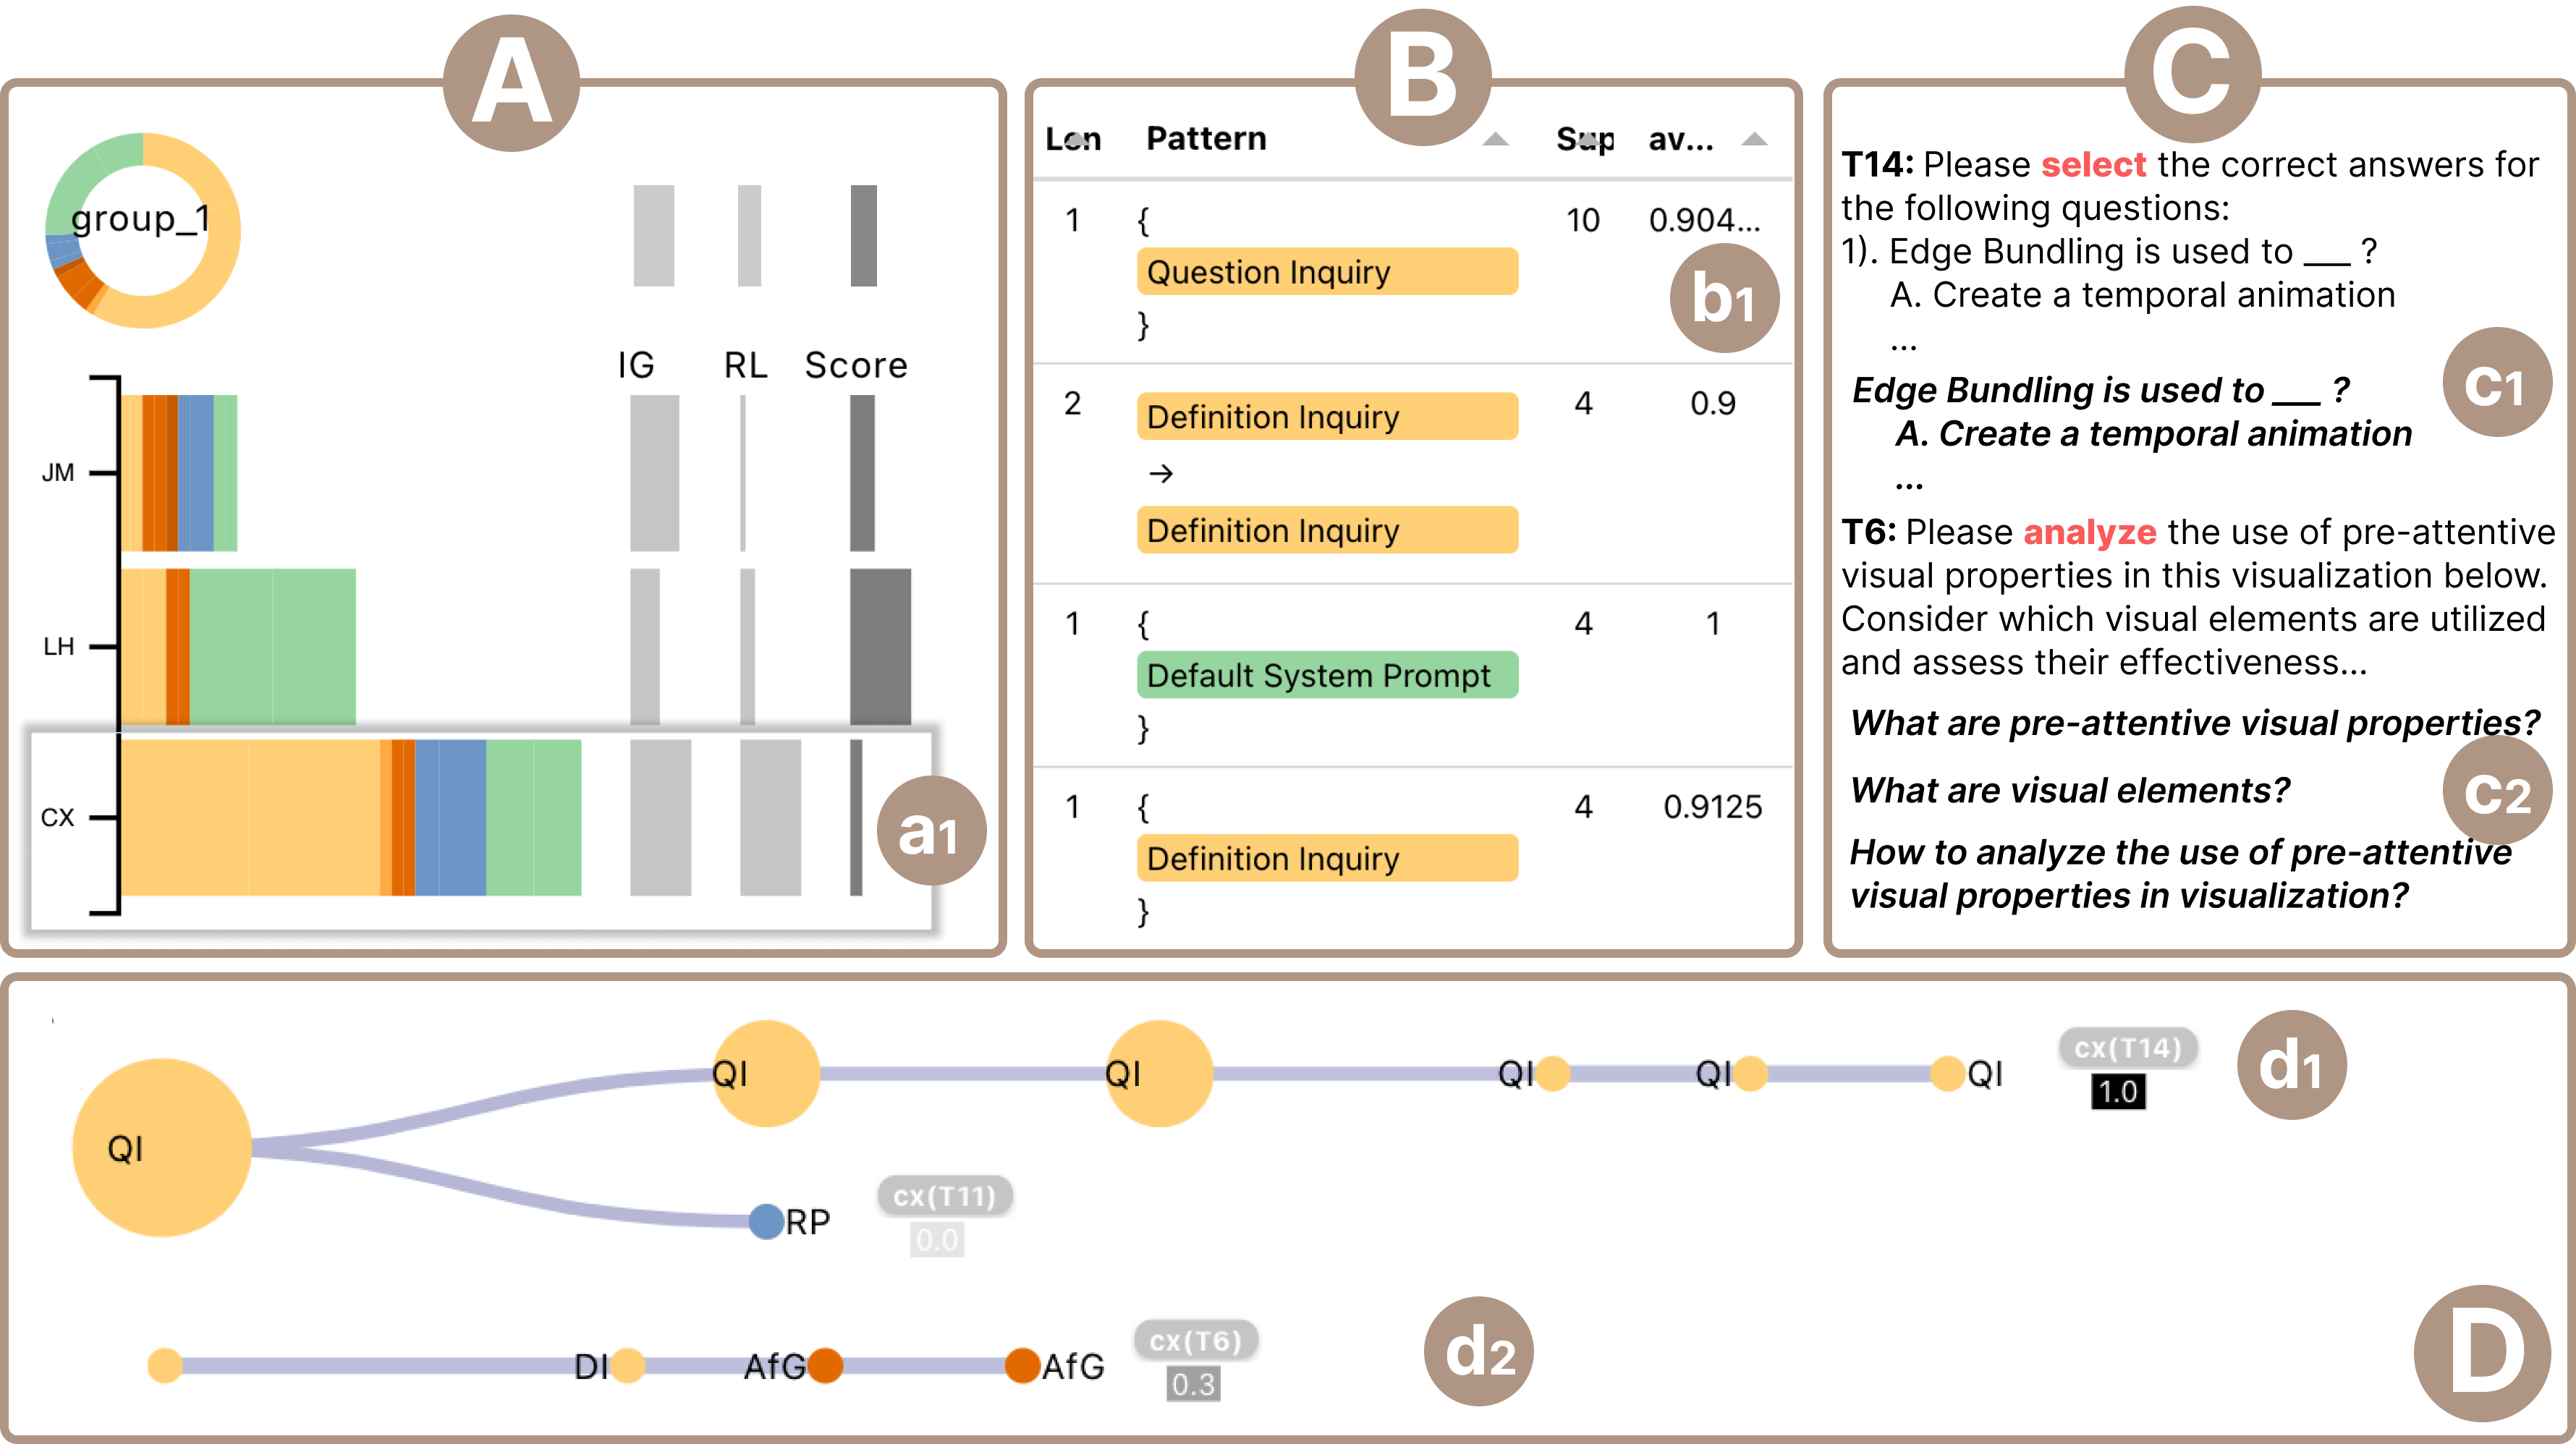 A
group_1
IG RL Score
JM
LH
CX
a1
B
Len Pattern Sup av...
1 { 10 0.904...
Question Inquiry
}
b1
2 Definition Inquiry 4 0.9
→
Definition Inquiry
1 { 4 1
Default System Prompt
}
1 { 4 0.9125
Definition Inquiry
}
C
T14: Please select the correct answers for
the following questions:
1). Edge Bundling is used to ___ ?
A. Create a temporal animation
...
Edge Bundling is used to ___ ?
A. Create a temporal animation
...
c1
T6: Please analyze the use of pre-attentive
visual properties in this visualization below.
Consider which visual elements are utilized
and assess their effectiveness...
What are pre-attentive visual properties?
What are visual elements?
c2
How to analyze the use of pre-attentive
visual properties in visualization?
QI QI QI QI QI QI cx(T14)
1.0
d1
RP cx(T11)
0.0
DI AfG AfG cx(T6)
0.3
d2
D